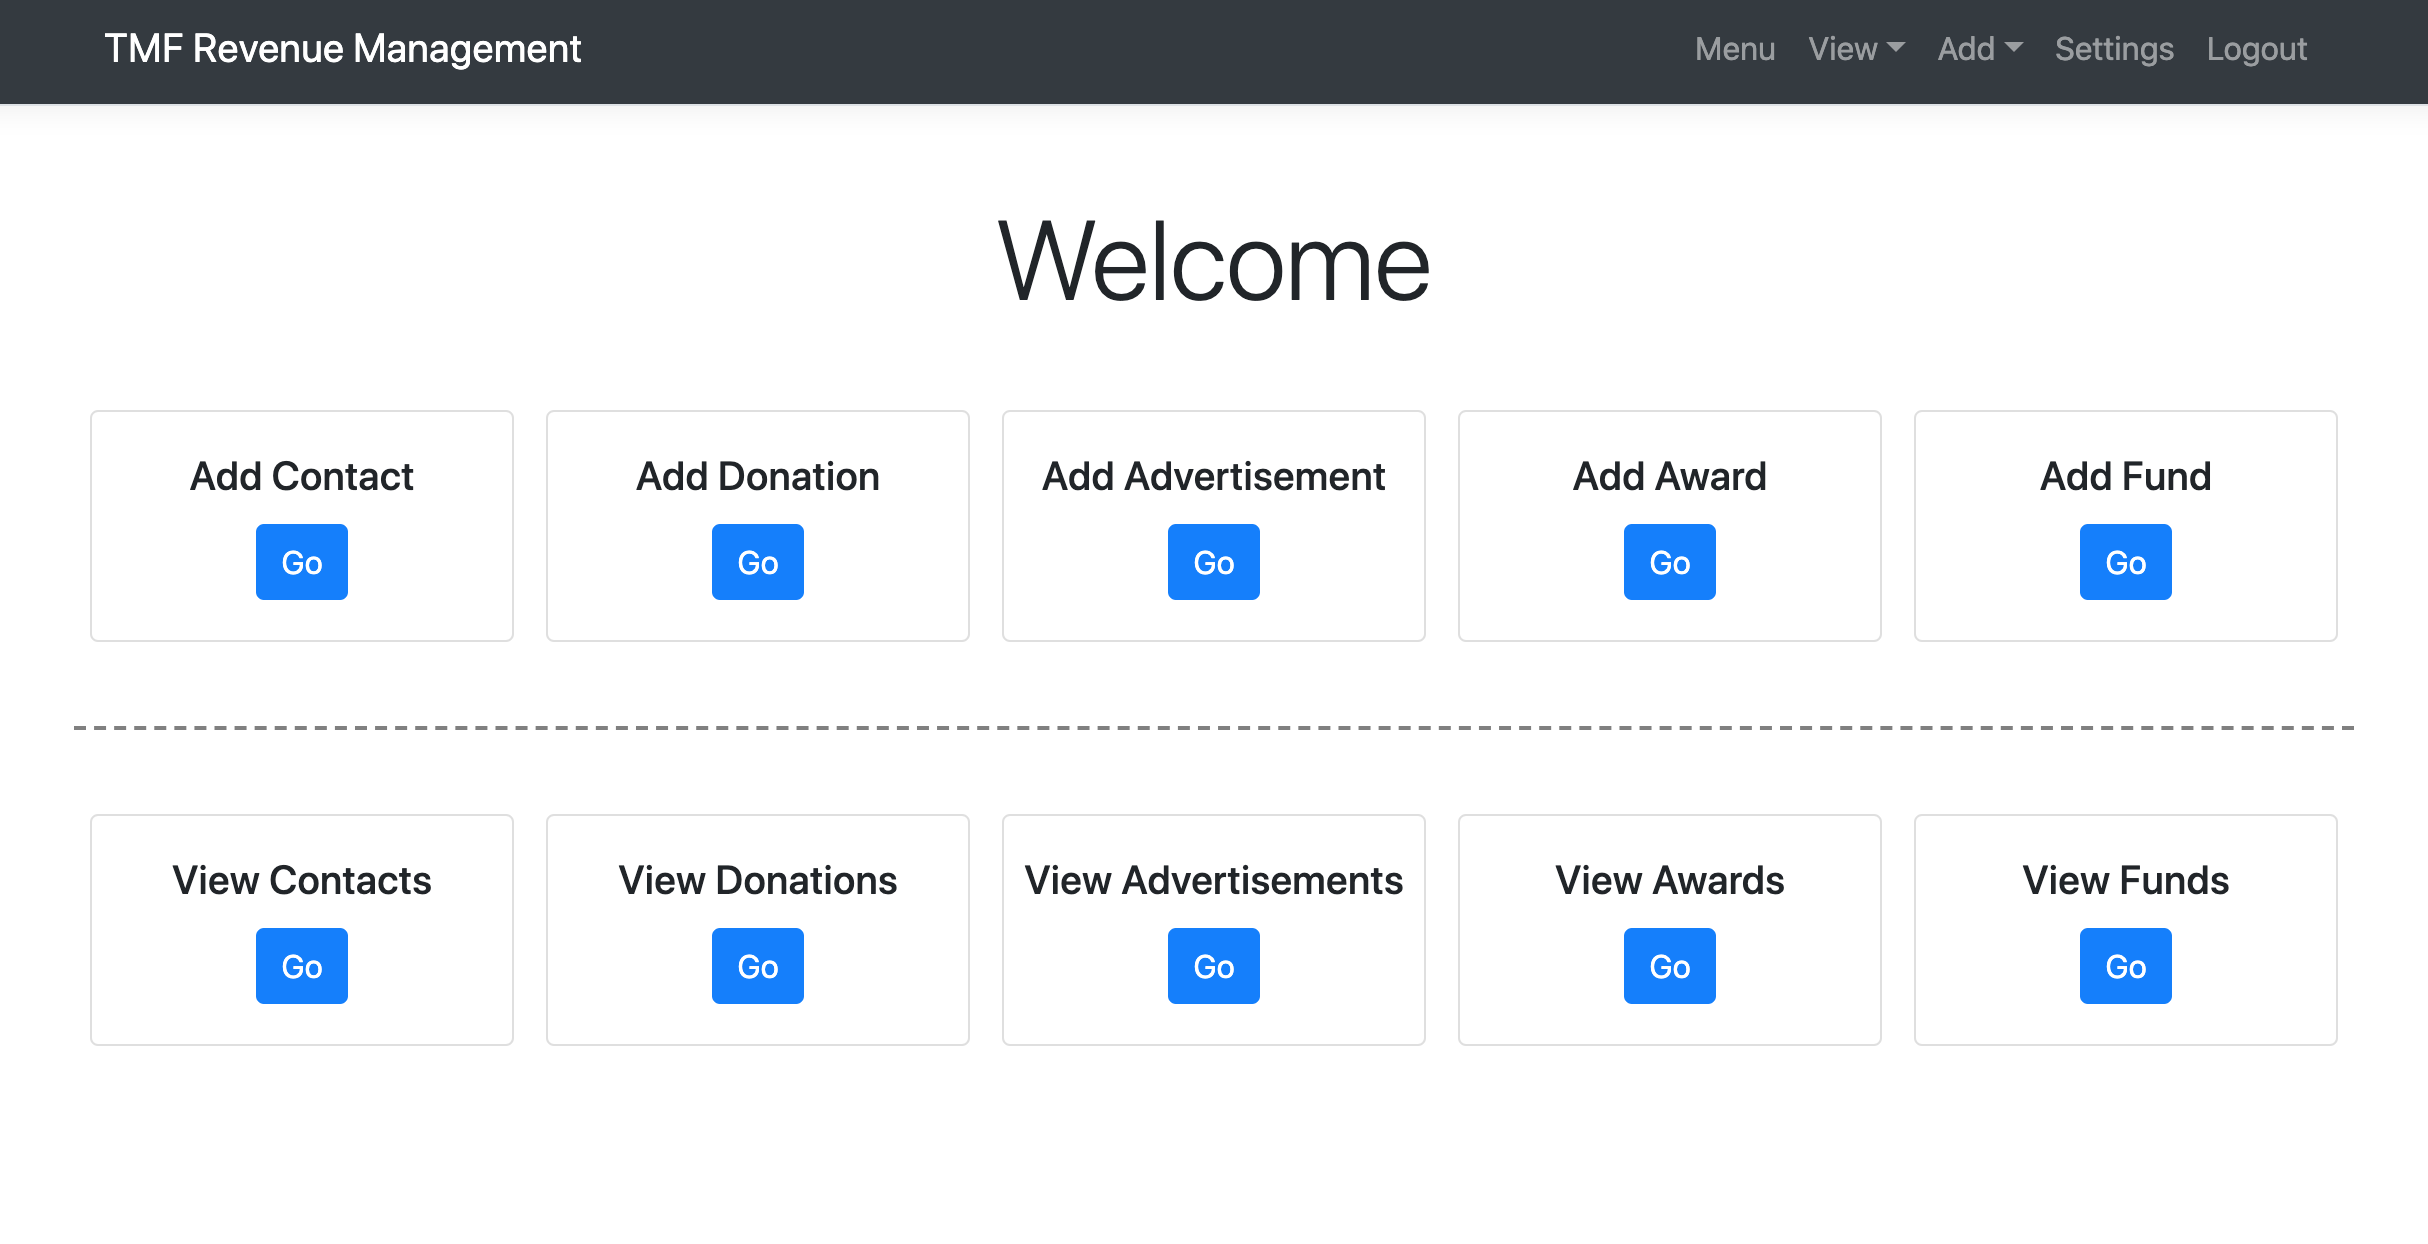 TMF Revenue Management
Menu View Add Settings Logout
Welcome
Add Contact
Go
Add Donation
Go
Add Advertisement
Go
Add Award
Go
Add Fund
Go
View Contacts
Go
View Donations
Go
View Advertisements
Go
View Awards
Go
View Funds
Go